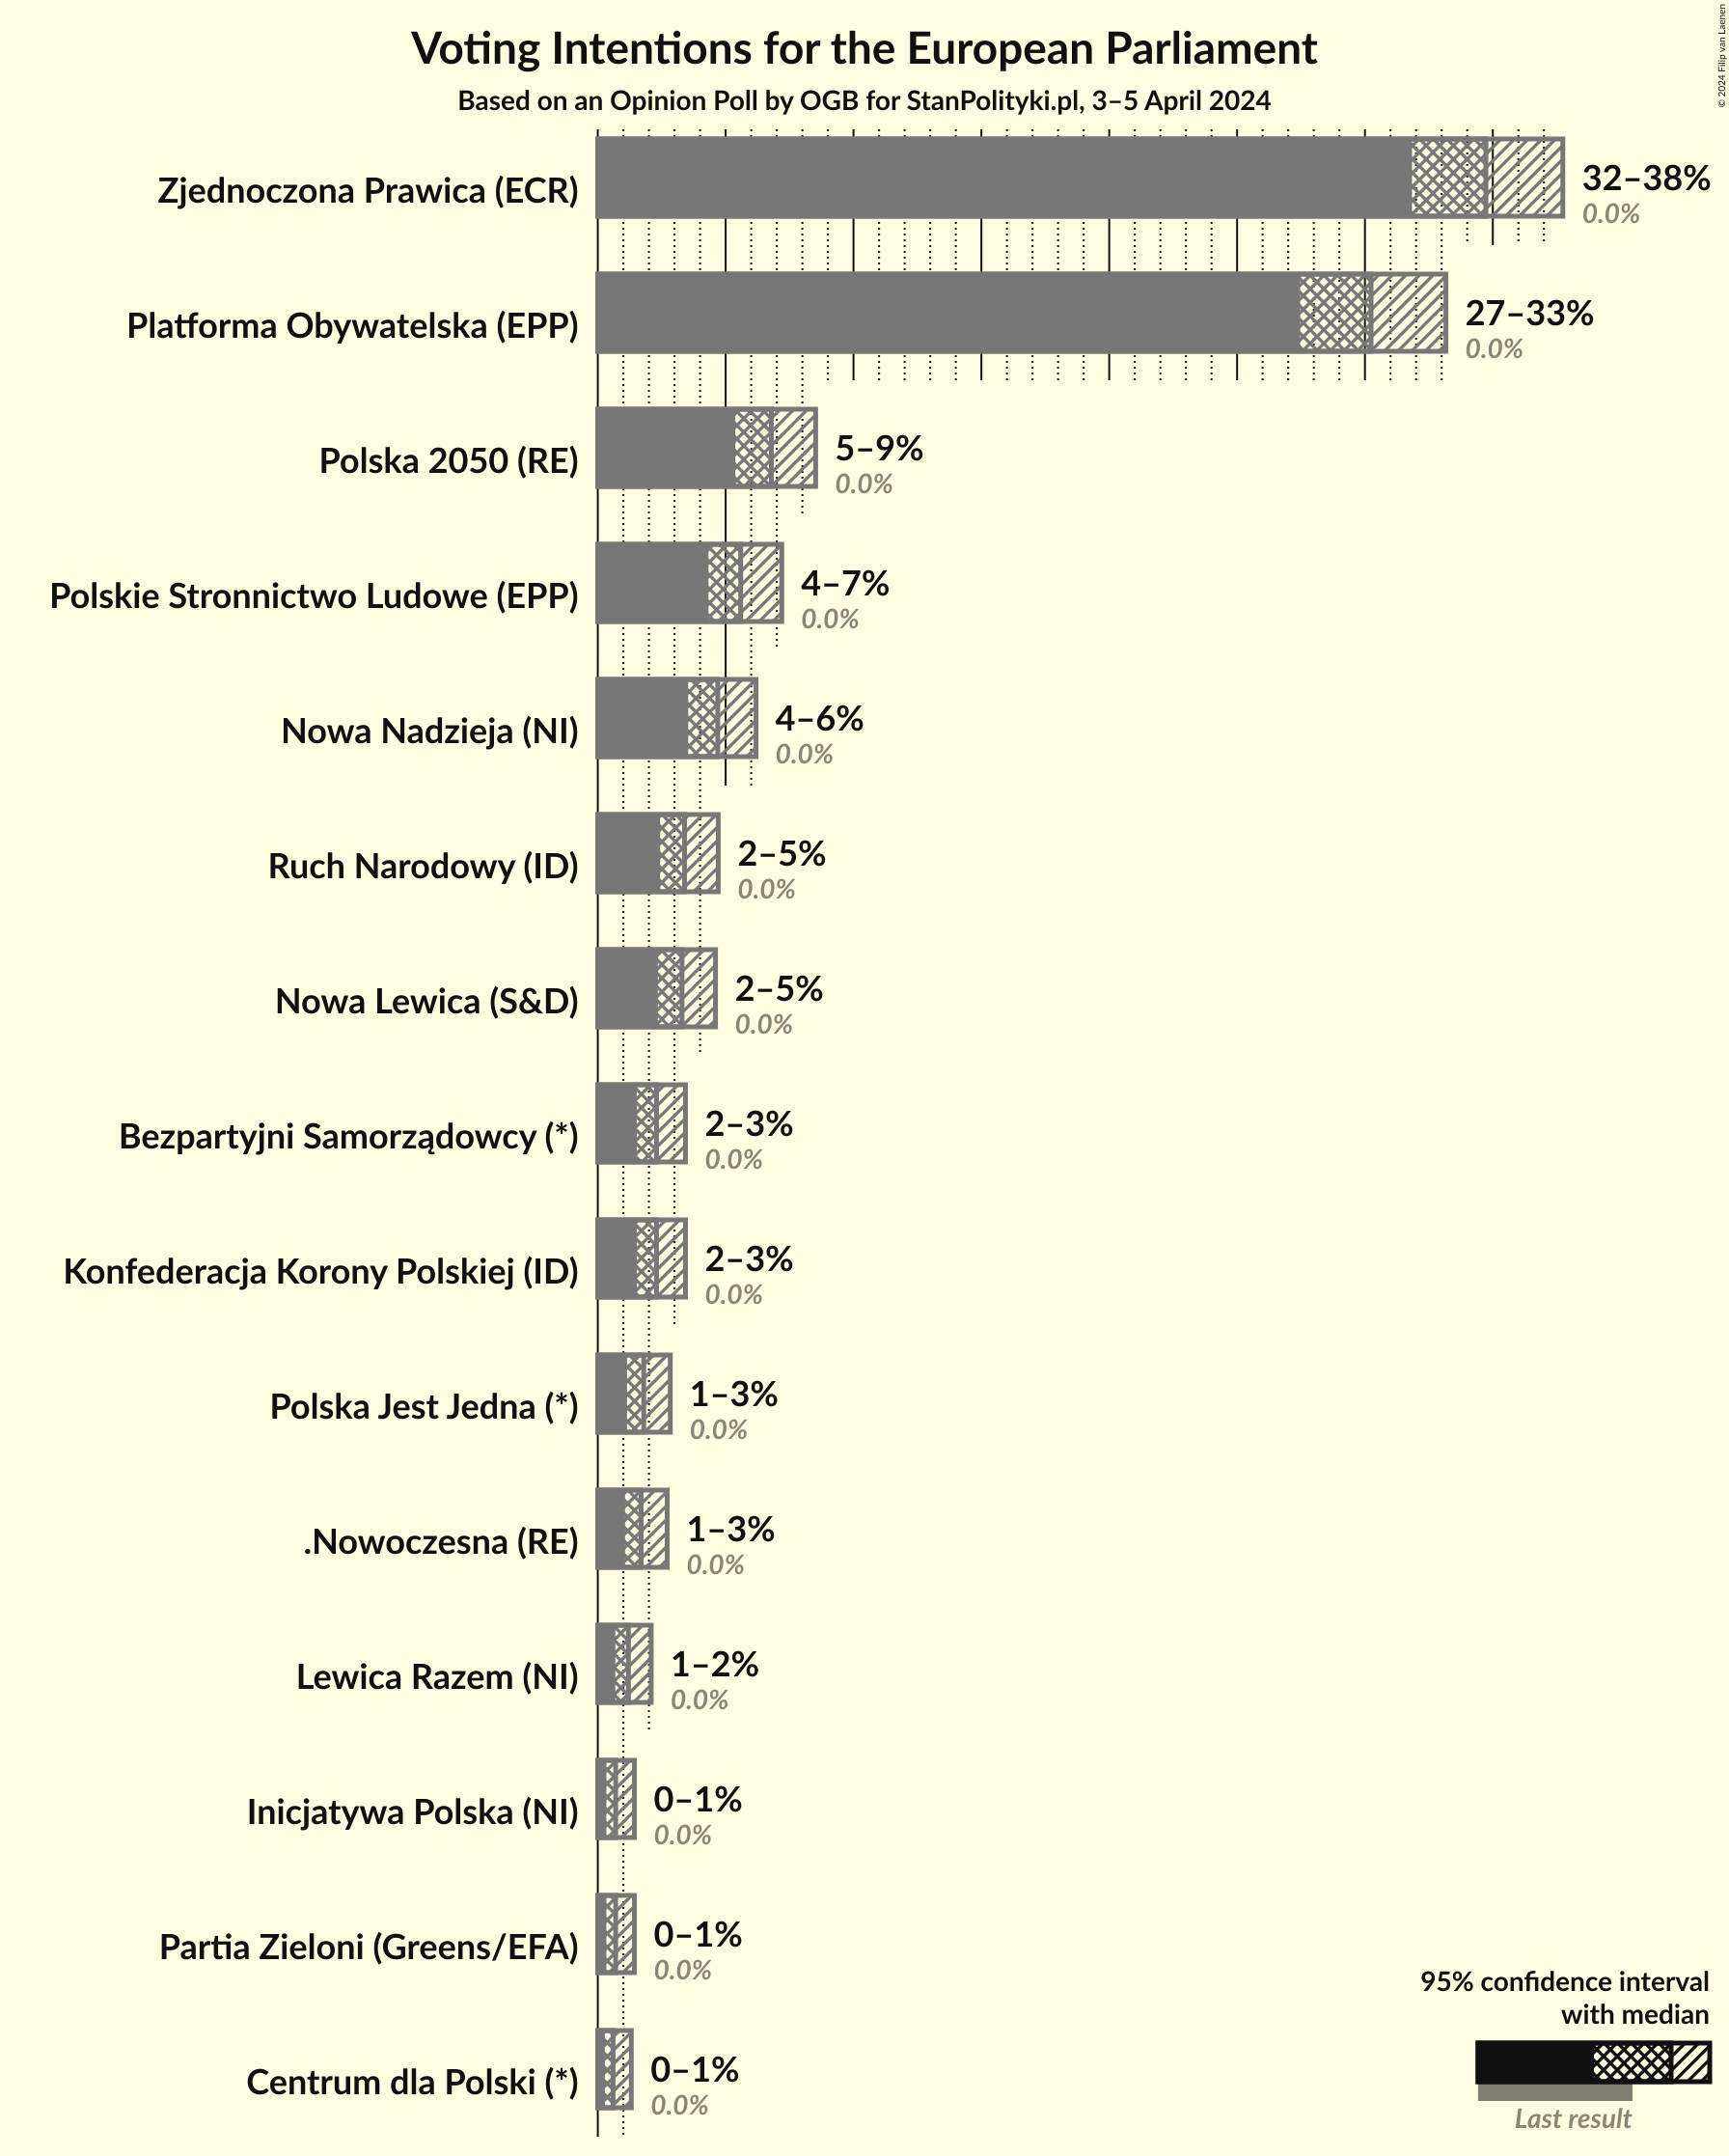 Voting Intentions for the European Parliament
Based on an Opinion Poll by OGB for StanPolityki.pl, 3–5 April 2024
© 2024 Filip van Laenen
Zjednoczona Prawica (ECR)
32–38%
0.0%
Platforma Obywatelska (EPP)
27–33%
0.0%
Polska 2050 (RE)
5–9%
0.0%
Polskie Stronnictwo Ludowe (EPP)
4–7%
0.0%
Nowa Nadzieja (NI)
4–6%
0.0%
Ruch Narodowy (ID)
2–5%
0.0%
Nowa Lewica (S&D)
2–5%
0.0%
Bezpartyjni Samorządowcy (*)
2–3%
0.0%
Konfederacja Korony Polskiej (ID)
2–3%
0.0%
Polska Jest Jedna (*)
1–3%
0.0%
.Nowoczesna (RE)
1–3%
0.0%
Lewica Razem (NI)
1–2%
0.0%
Inicjatywa Polska (NI)
0–1%
0.0%
Partia Zieloni (Greens/EFA)
0–1%
0.0%
Centrum dla Polski (*)
0–1%
0.0%
95% confidence interval
with median
Last result